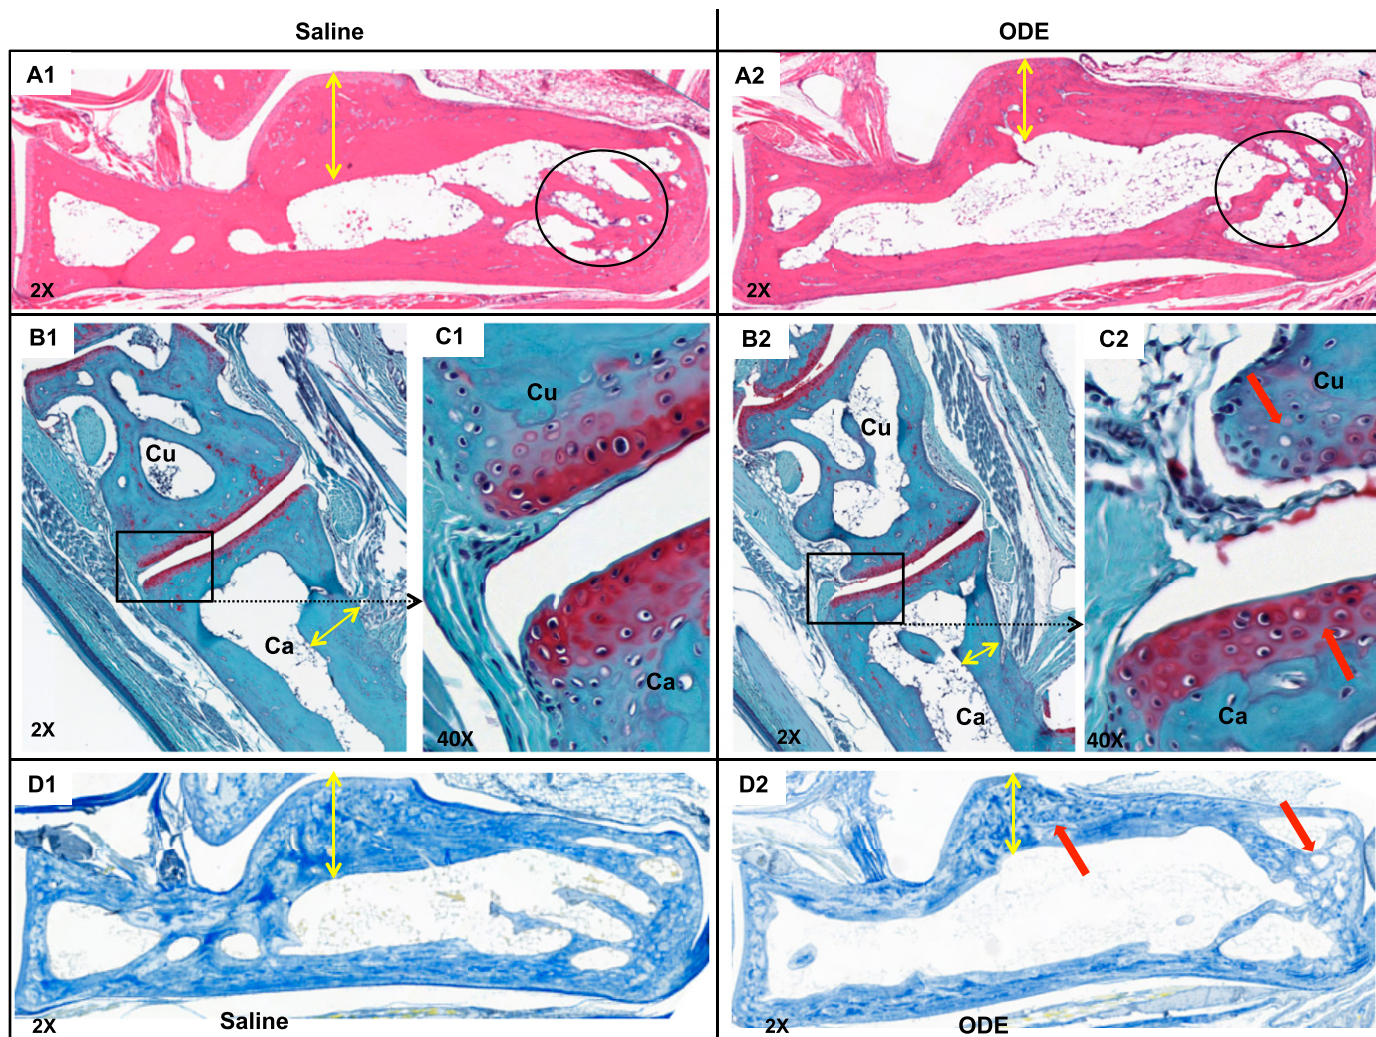 Saline
ODE
A1
2X
A2
2X
B1
Cu
Ca
2X
C1
Cu
Ca
40X
B2
Cu
Ca
2X
C2
Cu
Ca
40X
D1
2X
Saline
D2
2X
ODE